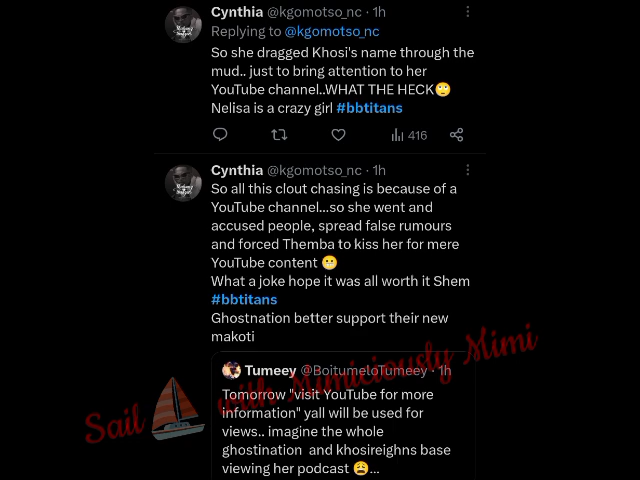 Cynthia @kgomotso_nc · 1h
Replying to @kgomotso_nc
So she dragged Khosi's name through the
mud.. just to bring attention to her
YouTube channel..WHAT THE HECK🙄
Nelisa is a crazy girl #bbtitans
416
Cynthia @kgomotso_nc · 1h
So all this clout chasing is because of a
YouTube channel...so she went and
accused people, spread false rumours
and forced Themba to kiss her for mere
YouTube content 😬
What a joke hope it was all worth it Shem
#bbtitans
Ghostnation better support their new
makoti
Tumeey @BoitumeloTumeey · 1h
Tomorrow "visit YouTube for more
information" yall will be used for
views.. imagine the whole
ghostination and khosireighns base
viewing her podcast 😩...
Sail with Mimiciously Mimi